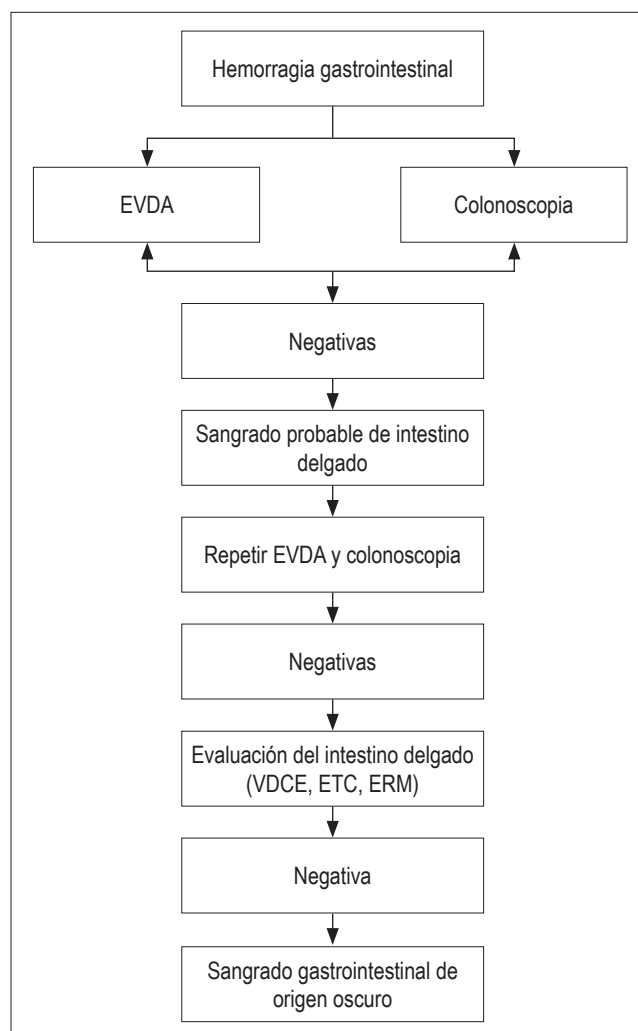 Hemorragia gastrointestinal
EVDA
Colonoscopia
Negativas
Sangrado probable de intestino
delgado
Repetir EVDA y colonoscopia
Negativas
Evaluación del intestino delgado
(VDCE, ETC, ERM)
Negativa
Sangrado gastrointestinal de
origen oscuro